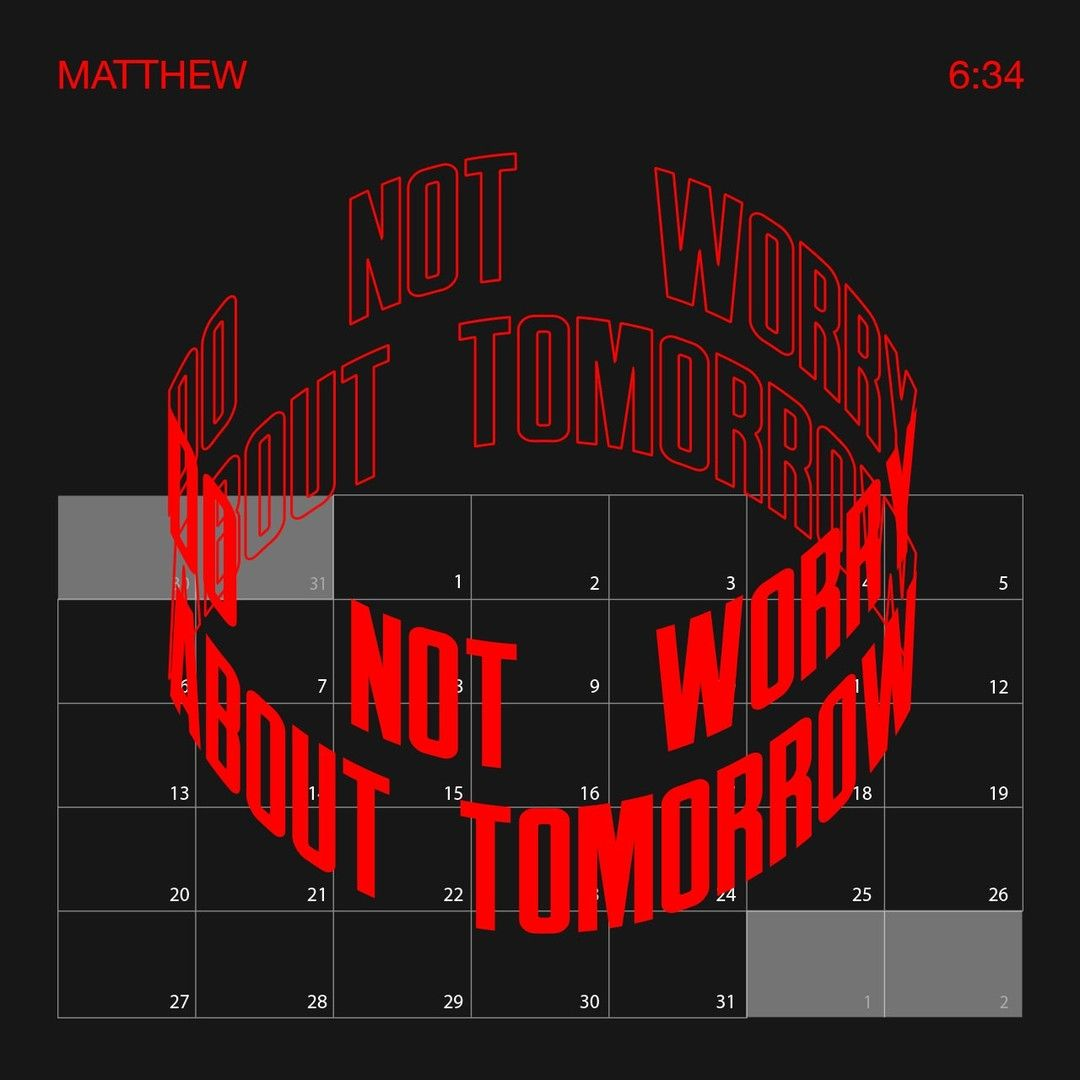 MATTHEW 6:34
DO NOT WORRY
ABOUT TOMORROW
DO NOT WORRY
ABOUT TOMORROW
30 31 1 2 3 4 5
6 7 8 9 12
13 14 15 16 18 19
20 21 22 24 25 26
27 28 29 30 31 1 2